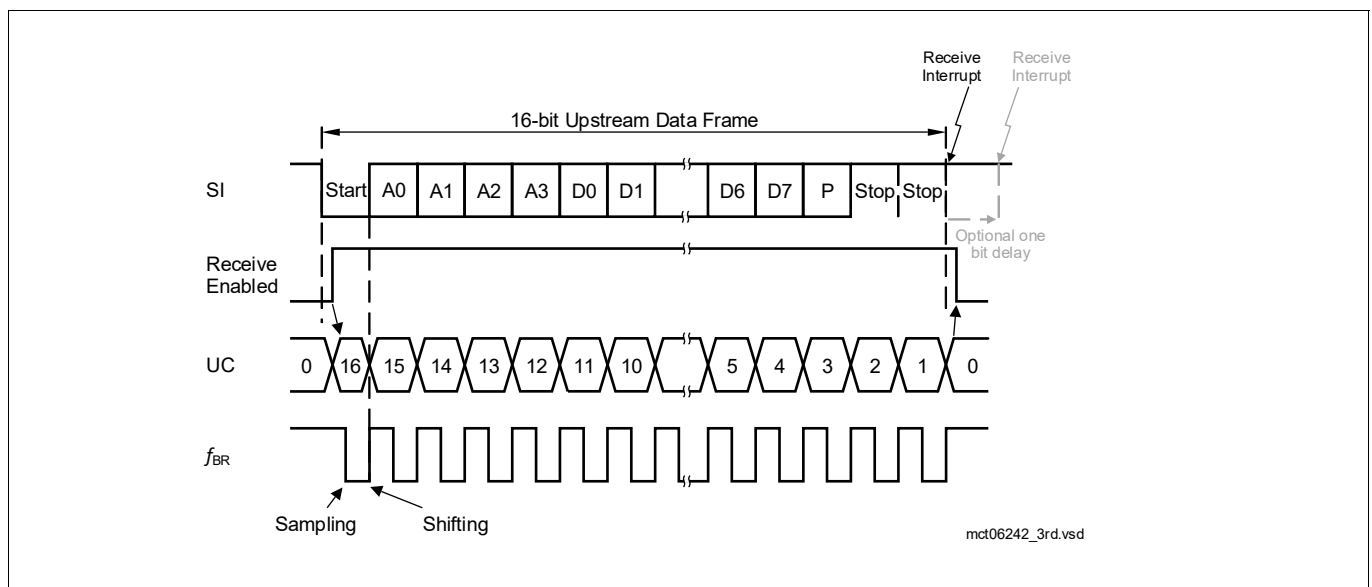 Receive Interrupt
Receive Interrupt
16-bit Upstream Data Frame
SI
Start A0 A1 A2 A3 D0 D1 D6 D7 P Stop Stop
Optional one bit delay
Receive Enabled
UC
0 16 15 14 13 12 11 10 5 4 3 2 1 0
fBR
Sampling
Shifting
mct06242_3rd.vsd